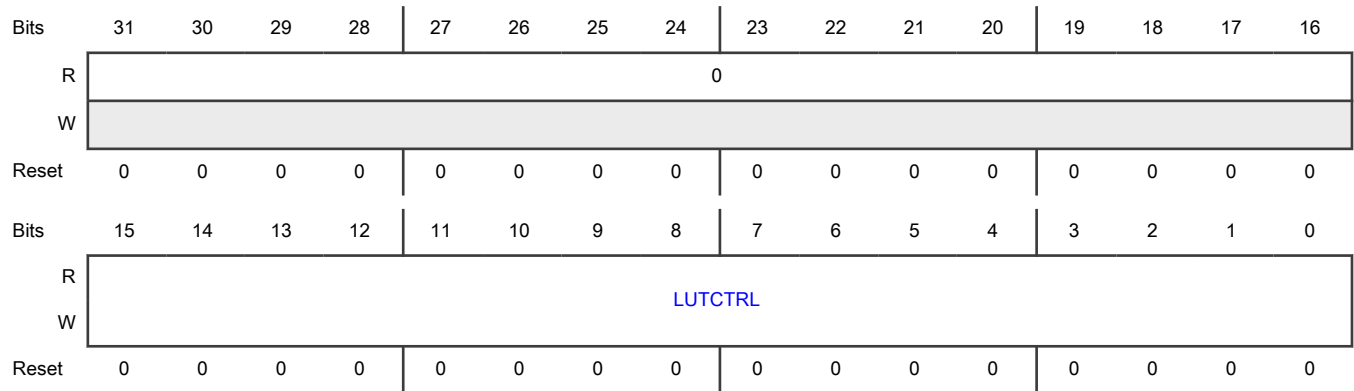 Bits 31 30 29 28 27 26 25 24 23 22 21 20 19 18 17 16
R 0
W
Reset 0 0 0 0 0 0 0 0 0 0 0 0 0 0 0 0
Bits 15 14 13 12 11 10 9 8 7 6 5 4 3 2 1 0
R
LUTCTRL
W
Reset 0 0 0 0 0 0 0 0 0 0 0 0 0 0 0 0